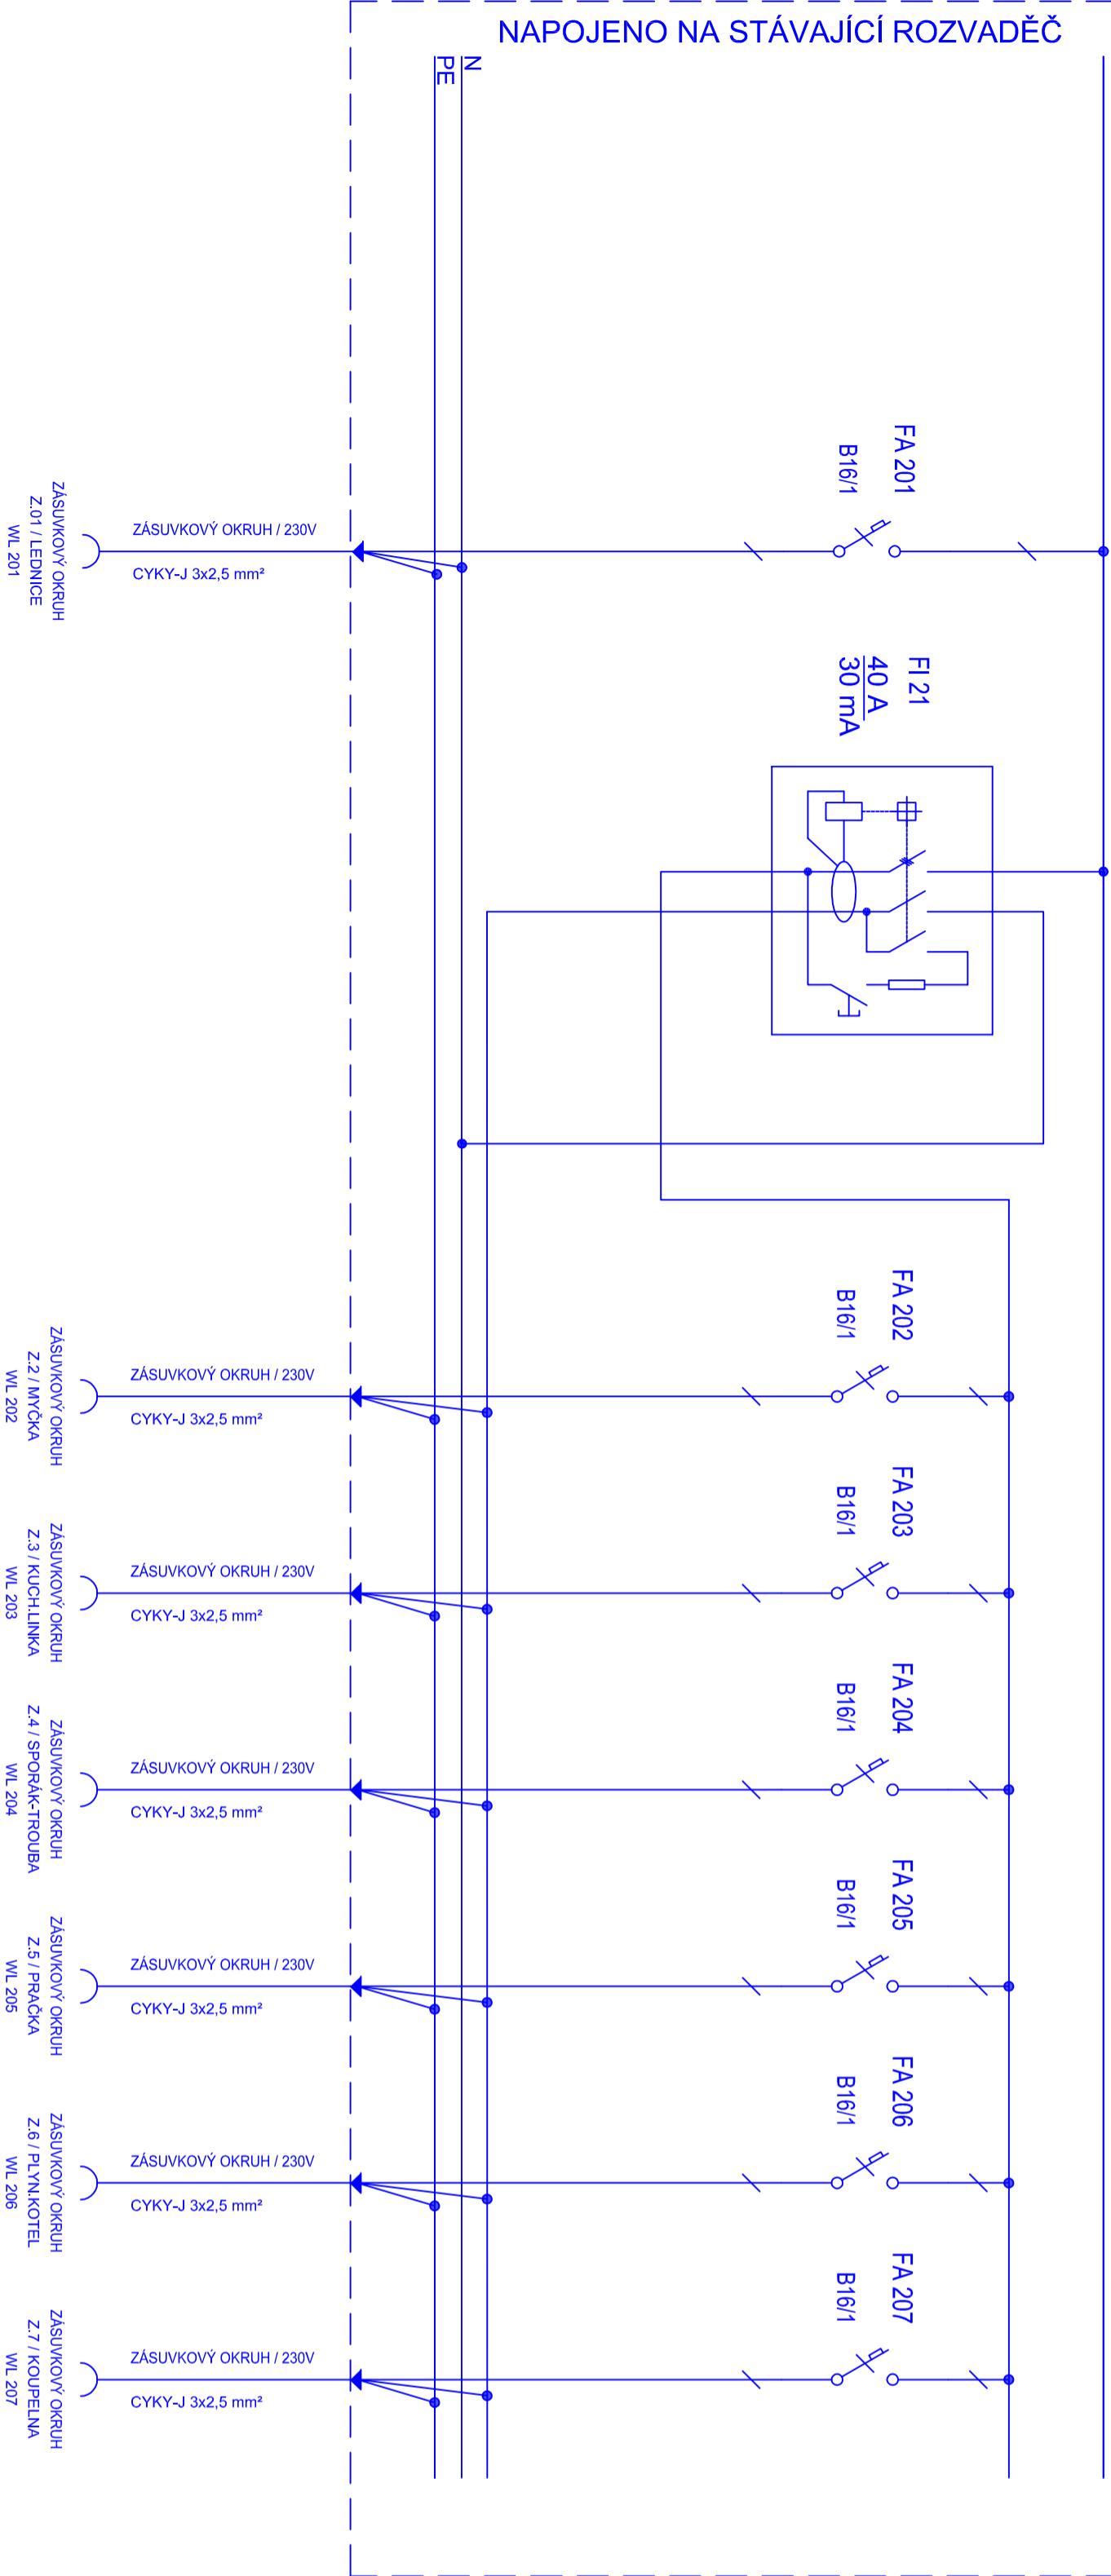 NAPOJENO NA STÁVAJÍCÍ ROZVADĚČ
N
PE
FA 201
B16/1
ZÁSUVKOVÝ OKRUH / 230V
CYKY-J 3x2,5 mm²
ZÁSUVKOVÝ OKRUH
Z.01 / LEDNICE
WL 201
FI 21
40 A
30 mA
FA 202
B16/1
ZÁSUVKOVÝ OKRUH / 230V
CYKY-J 3x2,5 mm²
ZÁSUVKOVÝ OKRUH
Z.2 / MYČKA
WL 202
FA 203
B16/1
ZÁSUVKOVÝ OKRUH / 230V
CYKY-J 3x2,5 mm²
ZÁSUVKOVÝ OKRUH
Z.3 / KUCH.LINKA
WL 203
FA 204
B16/1
ZÁSUVKOVÝ OKRUH / 230V
CYKY-J 3x2,5 mm²
ZÁSUVKOVÝ OKRUH
Z.4 / SPORÁK-TROUBA
WL 204
FA 205
B16/1
ZÁSUVKOVÝ OKRUH / 230V
CYKY-J 3x2,5 mm²
ZÁSUVKOVÝ OKRUH
Z.5 / PRAČKA
WL 205
FA 206
B16/1
ZÁSUVKOVÝ OKRUH / 230V
CYKY-J 3x2,5 mm²
ZÁSUVKOVÝ OKRUH
Z.6 / PLYN.KOTEL
WL 206
FA 207
B16/1
ZÁSUVKOVÝ OKRUH / 230V
CYKY-J 3x2,5 mm²
ZÁSUVKOVÝ OKRUH
Z.7 / KOUPELNA
WL 207